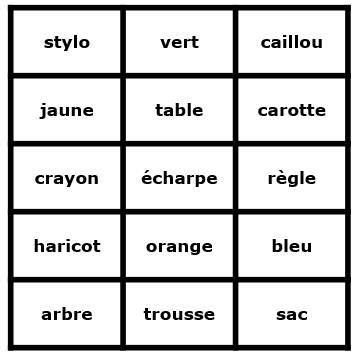 stylo vert caillou
jaune table carotte
crayon écharpe règle
haricot orange bleu
arbre trousse sac